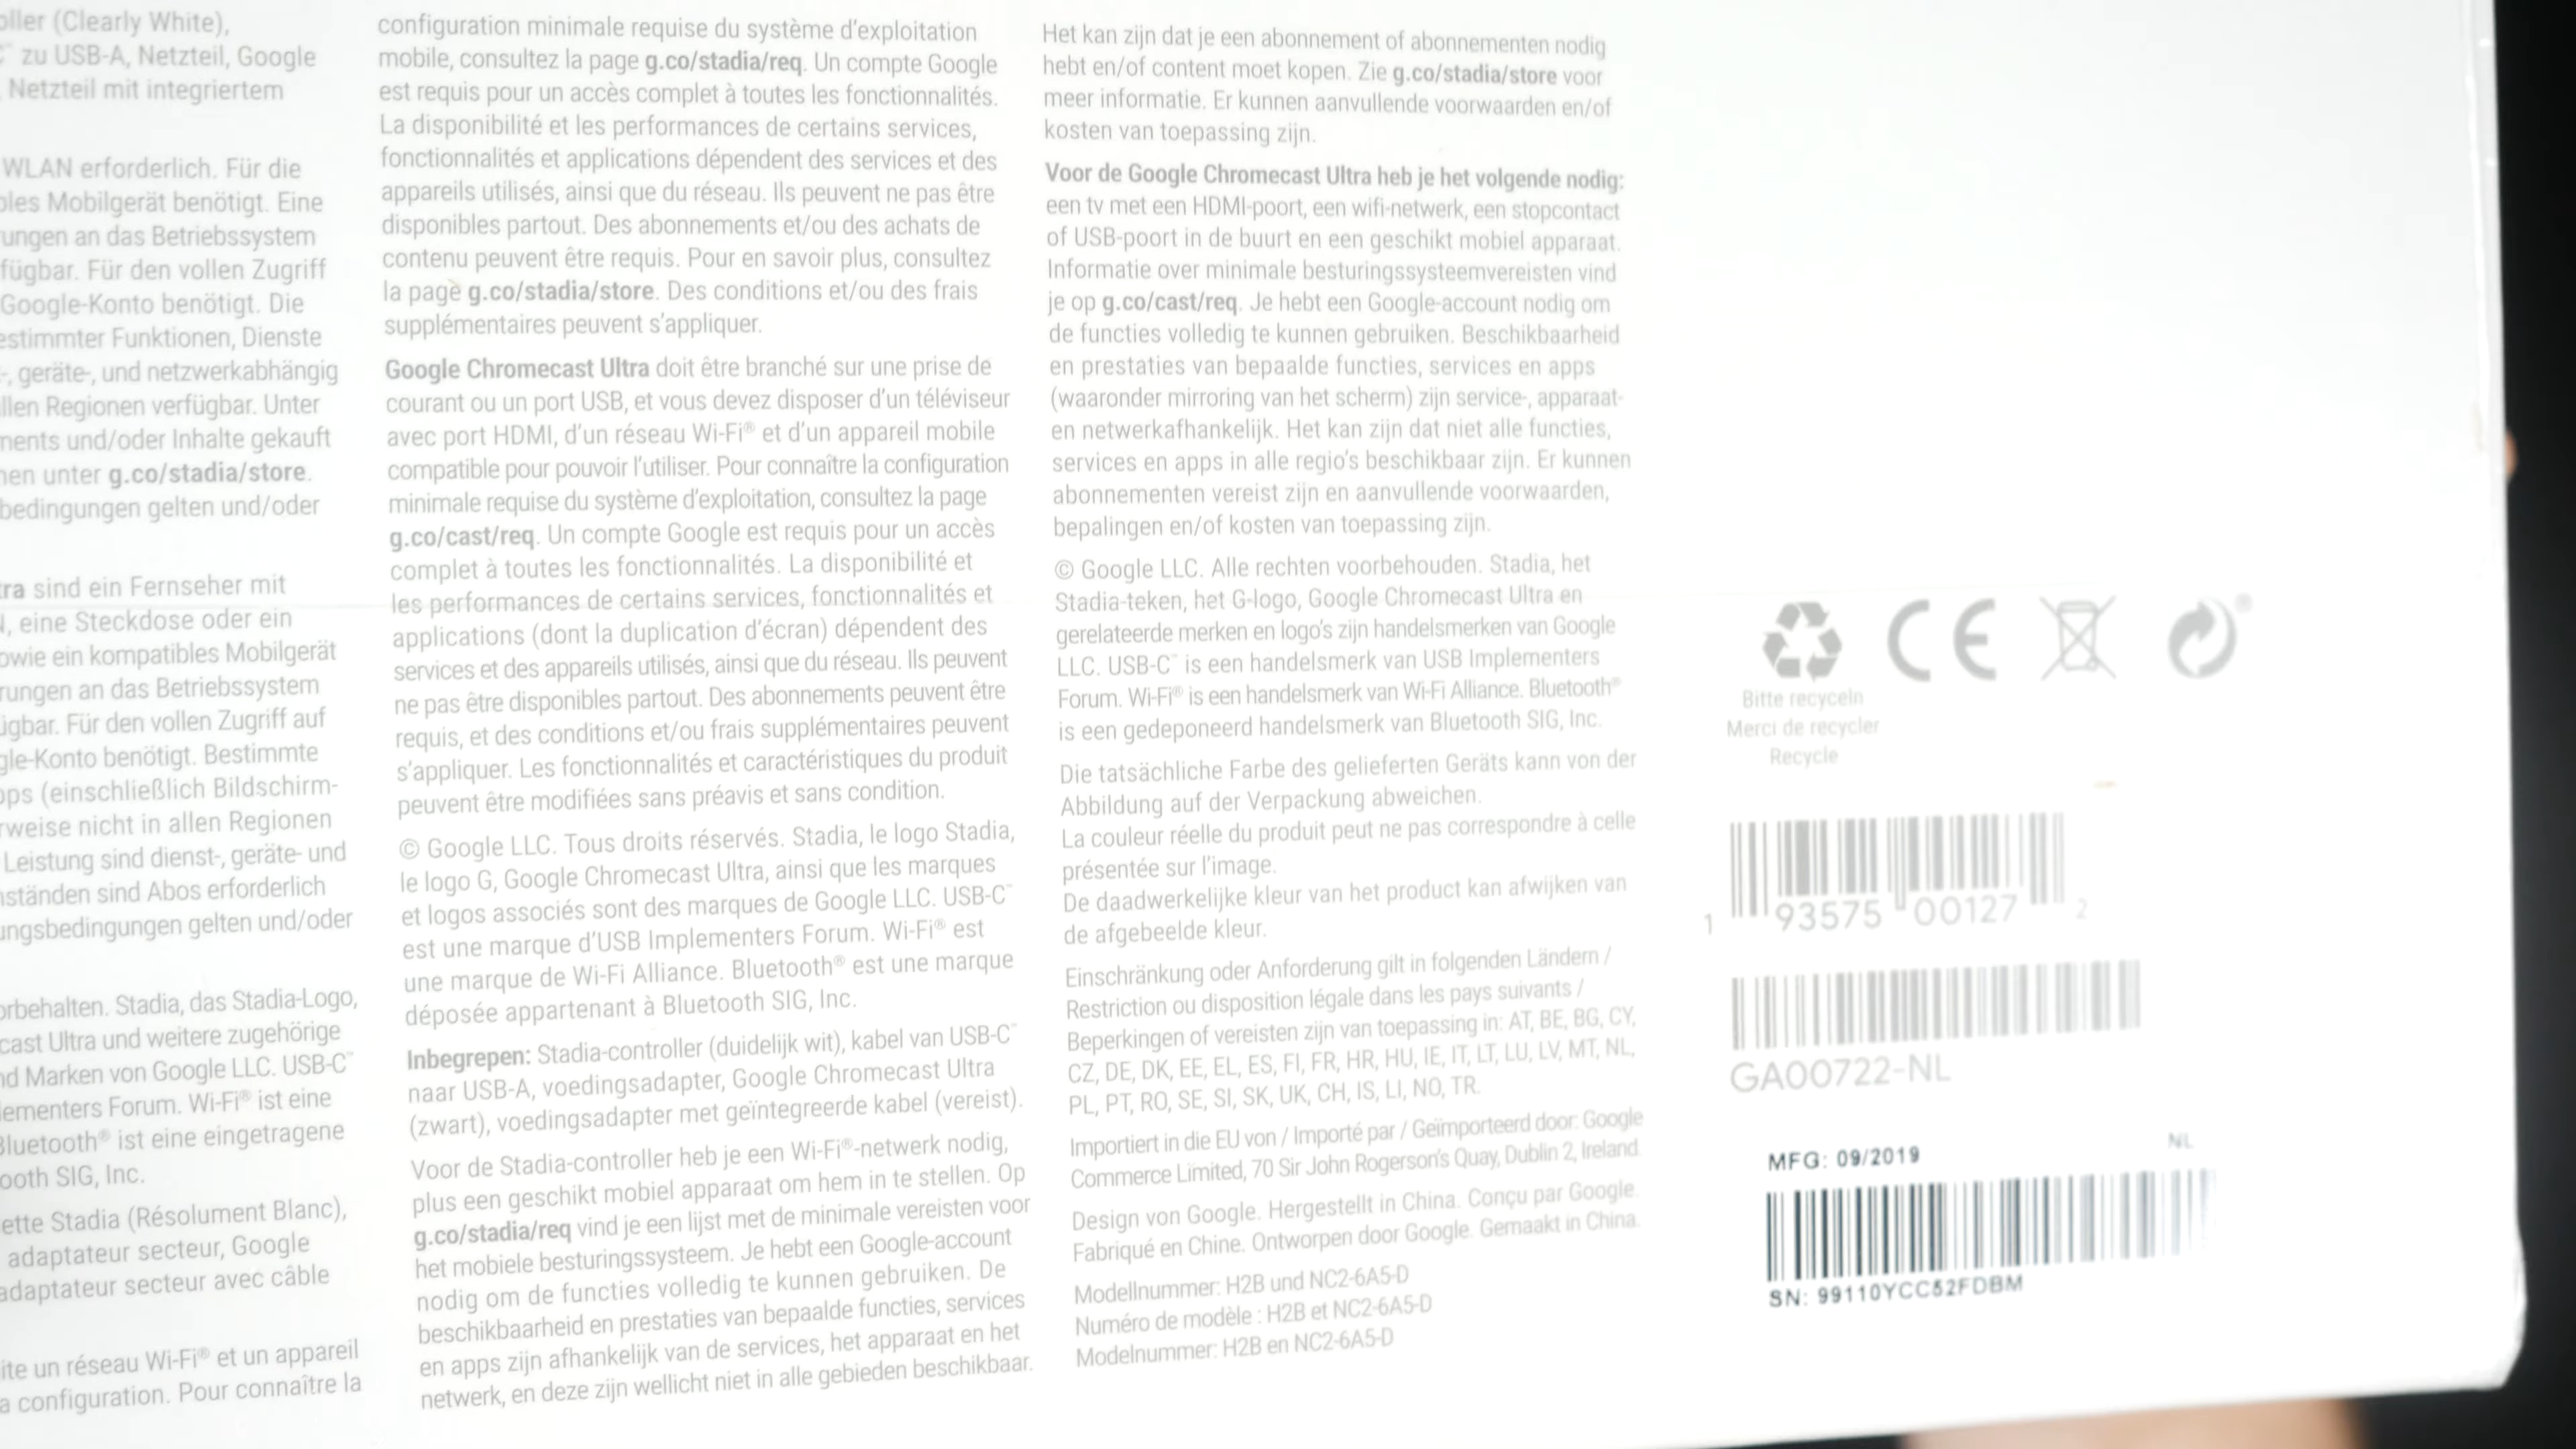 oller (Clearly White),
C™ zu USB-A, Netzteil, Google
, Netzteil mit integriertem
WLAN erforderlich. Für die
bles Mobilgerät benötigt. Eine
rungen an das Betriebssystem
fügbar. Für den vollen Zugriff
Google-Konto benötigt. Die
estimmter Funktionen, Dienste
-, geräte-, und netzwerkabhängig
llen Regionen verfügbar. Unter
ments und/oder Inhalte gekauft
nen unter g.co/stadia/store.
bedingungen gelten und/oder
tra sind ein Fernseher mit
N, eine Steckdose oder ein
owie ein kompatibles Mobilgerät
rungen an das Betriebssystem
ügbar. Für den vollen Zugriff auf
gle-Konto benötigt. Bestimmte
pps (einschließlich Bildschirm-
rweise nicht in allen Regionen
Leistung sind dienst-, geräte- und
nständen sind Abos erforderlich
ungsbedingungen gelten und/oder
orbehalten. Stadia, das Stadia-Logo,
cast Ultra und weitere zugehörige
nd Marken von Google LLC. USB-C™
lementers Forum. Wi-Fi® ist eine
Bluetooth® ist eine eingetragene
ooth SIG, Inc.
ette Stadia (Résolument Blanc),
adaptateur secteur, Google
adaptateur secteur avec câble
ite un réseau Wi-Fi® et un appareil
a configuration. Pour connaître la
configuration minimale requise du système d'exploitation
mobile, consultez la page g.co/stadia/req. Un compte Google
est requis pour un accès complet à toutes les fonctionnalités.
La disponibilité et les performances de certains services,
fonctionnalités et applications dépendent des services et des
appareils utilisés, ainsi que du réseau. Ils peuvent ne pas être
disponibles partout. Des abonnements et/ou des achats de
contenu peuvent être requis. Pour en savoir plus, consultez
la page g.co/stadia/store. Des conditions et/ou des frais
supplémentaires peuvent s'appliquer.
Google Chromecast Ultra doit être branché sur une prise de
courant ou un port USB, et vous devez disposer d'un téléviseur
avec port HDMI, d'un réseau Wi-Fi® et d'un appareil mobile
compatible pour pouvoir l'utiliser. Pour connaître la configuration
minimale requise du système d'exploitation, consultez la page
g.co/cast/req. Un compte Google est requis pour un accès
complet à toutes les fonctionnalités. La disponibilité et
les performances de certains services, fonctionnalités et
applications (dont la duplication d'écran) dépendent des
services et des appareils utilisés, ainsi que du réseau. Ils peuvent
ne pas être disponibles partout. Des abonnements peuvent être
requis, et des conditions et/ou frais supplémentaires peuvent
s'appliquer. Les fonctionnalités et caractéristiques du produit
peuvent être modifiées sans préavis et sans condition.
© Google LLC. Tous droits réservés. Stadia, le logo Stadia,
le logo G, Google Chromecast Ultra, ainsi que les marques
et logos associés sont des marques de Google LLC. USB-C™
est une marque d'USB Implementers Forum. Wi-Fi® est
une marque de Wi-Fi Alliance. Bluetooth® est une marque
déposée appartenant à Bluetooth SIG, Inc.
Inbegrepen: Stadia-controller (duidelijk wit), kabel van USB-C™
naar USB-A, voedingsadapter, Google Chromecast Ultra
(zwart), voedingsadapter met geïntegreerde kabel (vereist).
Voor de Stadia-controller heb je een Wi-Fi®-netwerk nodig,
plus een geschikt mobiel apparaat om hem in te stellen. Op
g.co/stadia/req vind je een lijst met de minimale vereisten voor
het mobiele besturingssysteem. Je hebt een Google-account
nodig om de functies volledig te kunnen gebruiken. De
beschikbaarheid en prestaties van bepaalde functies, services
en apps zijn afhankelijk van de services, het apparaat en het
netwerk, en deze zijn wellicht niet in alle gebieden beschikbaar.
Het kan zijn dat je een abonnement of abonnementen nodig
hebt en/of content moet kopen. Zie g.co/stadia/store voor
meer informatie. Er kunnen aanvullende voorwaarden en/of
kosten van toepassing zijn.
Voor de Google Chromecast Ultra heb je het volgende nodig:
een tv met een HDMI-poort, een wifi-netwerk, een stopcontact
of USB-poort in de buurt en een geschikt mobiel apparaat.
Informatie over minimale besturingssysteemvereisten vind
je op g.co/cast/req. Je hebt een Google-account nodig om
de functies volledig te kunnen gebruiken. Beschikbaarheid
en prestaties van bepaalde functies, services en apps
(waaronder mirroring van het scherm) zijn service-, apparaat-
en netwerkafhankelijk. Het kan zijn dat niet alle functies,
services en apps in alle regio's beschikbaar zijn. Er kunnen
abonnementen vereist zijn en aanvullende voorwaarden,
bepalingen en/of kosten van toepassing zijn.
© Google LLC. Alle rechten voorbehouden. Stadia, het
Stadia-teken, het G-logo, Google Chromecast Ultra en
gerelateerde merken en logo's zijn handelsmerken van Google
LLC. USB-C™ is een handelsmerk van USB Implementers
Forum. Wi-Fi® is een handelsmerk van Wi-Fi Alliance. Bluetooth®
is een gedeponeerd handelsmerk van Bluetooth SIG, Inc.
Die tatsächliche Farbe des gelieferten Geräts kann von der
Abbildung auf der Verpackung abweichen.
La couleur réelle du produit peut ne pas correspondre à celle
présentée sur l'image.
De daadwerkelijke kleur van het product kan afwijken van
de afgebeelde kleur.
Einschränkung oder Anforderung gilt in folgenden Ländern /
Restriction ou disposition légale dans les pays suivants /
Beperkingen of vereisten zijn van toepassing in: AT, BE, BG, CY,
CZ, DE, DK, EE, EL, ES, FI, FR, HR, HU, IE, IT, LT, LU, LV, MT, NL,
PL, PT, RO, SE, SI, SK, UK, CH, IS, LI, NO, TR.
Importiert in die EU von / Importé par / Geïmporteerd door: Google
Commerce Limited, 70 Sir John Rogerson's Quay, Dublin 2, Ireland.
Design von Google. Hergestellt in China. Conçu par Google.
Fabriqué en Chine. Ontworpen door Google. Gemaakt in China.
Modellnummer: H2B und NC2-6A5-D
Numéro de modèle : H2B et NC2-6A5-D
Modelnummer: H2B en NC2-6A5-D
CE
Bitte recyceln
Merci de recycler
Recycle
1 93575 00127 2
GA00722-NL
MFG: 09/2019 NL
SN: 99110YCC52FDBM